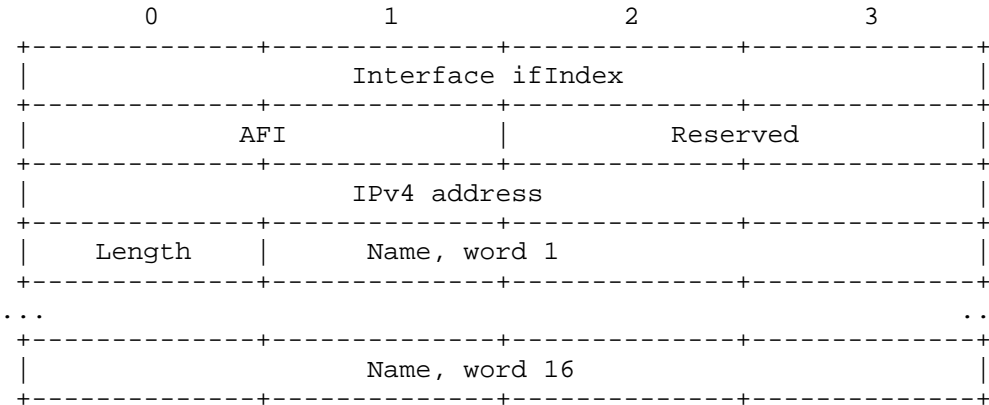 0 1 2 3
Interface ifIndex
AFI Reserved
IPv4 address
Length Name, word 1
... ..
Name, word 16